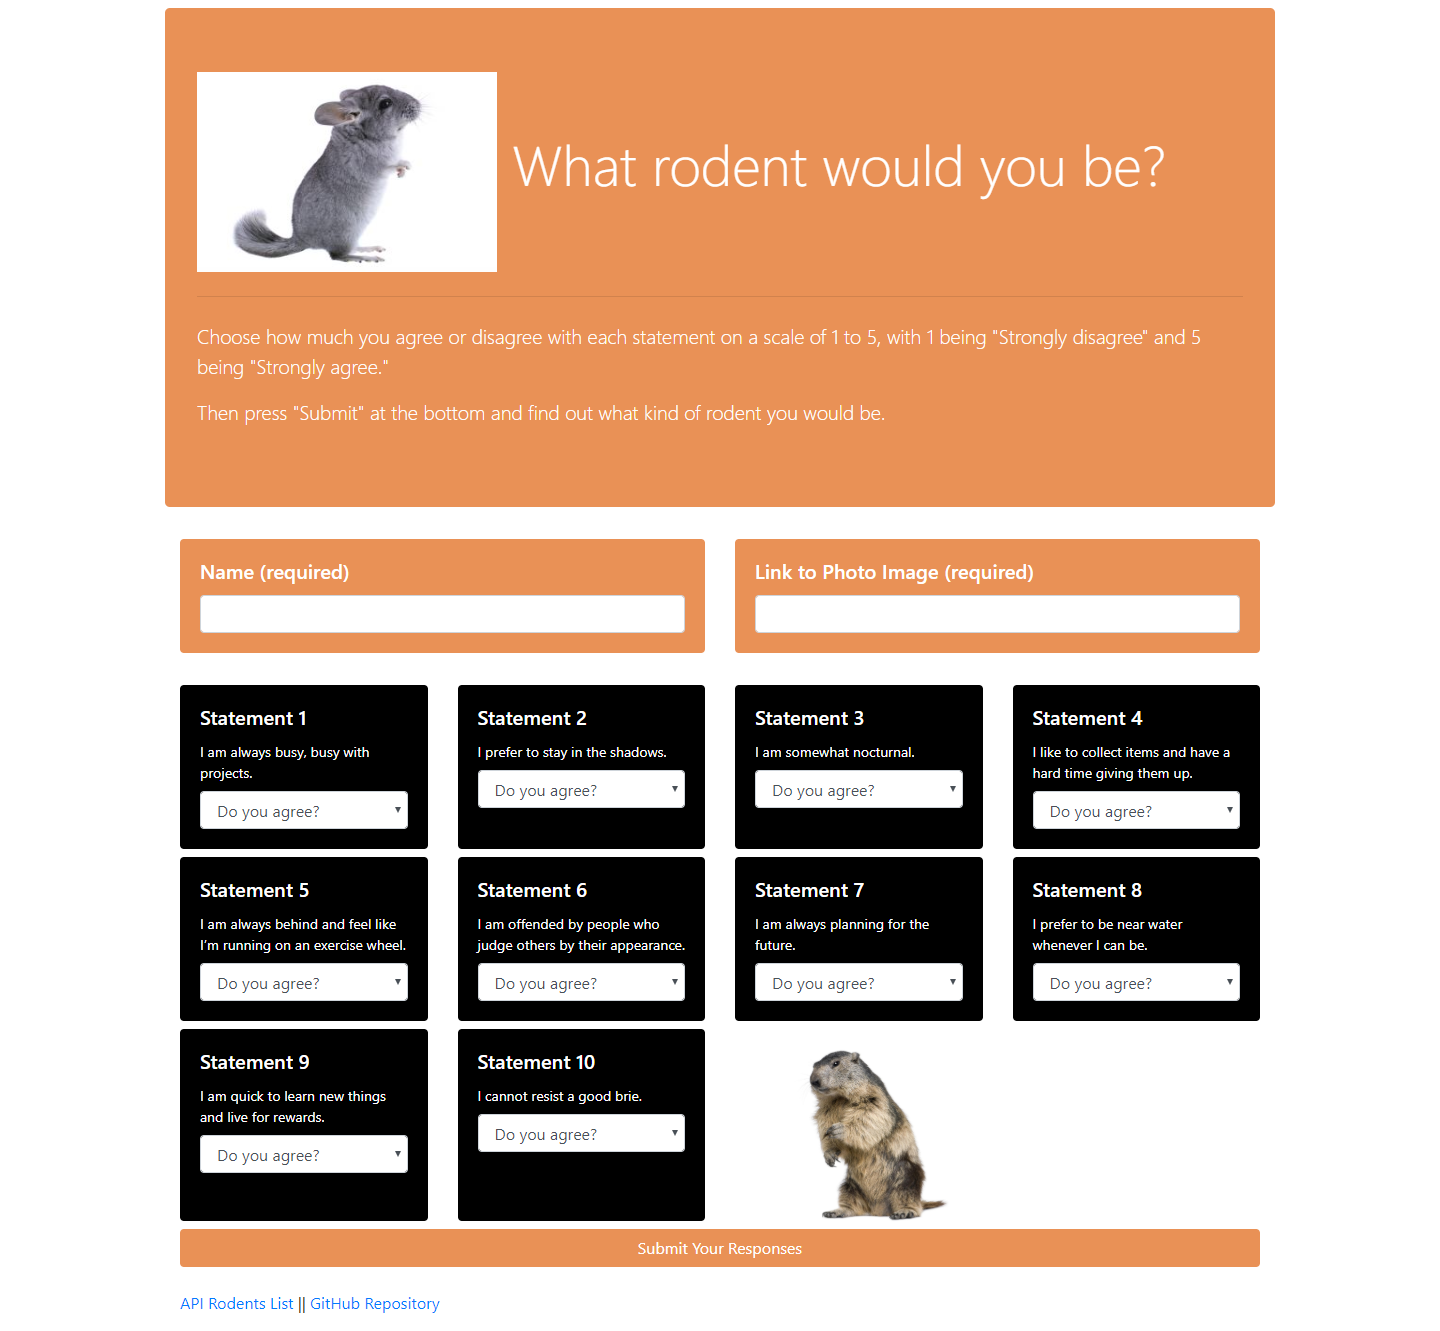 What rodent would you be?
Choose how much you agree or disagree with each statement on a scale of 1 to 5, with 1 being "Strongly disagree" and 5
being "Strongly agree."
Then press "Submit" at the bottom and find out what kind of rodent you would be.
Name (required)
Link to Photo Image (required)
Statement 1
I am always busy, busy with
projects.
Do you agree?
Statement 2
I prefer to stay in the shadows.
Do you agree?
Statement 3
I am somewhat nocturnal.
Do you agree?
Statement 4
I like to collect items and have a
hard time giving them up.
Do you agree?
Statement 5
I am always behind and feel like
I’m running on an exercise wheel.
Do you agree?
Statement 6
I am offended by people who
judge others by their appearance.
Do you agree?
Statement 7
I am always planning for the
future.
Do you agree?
Statement 8
I prefer to be near water
whenever I can be.
Do you agree?
Statement 9
I am quick to learn new things
and live for rewards.
Do you agree?
Statement 10
I cannot resist a good brie.
Do you agree?
Submit Your Responses
API Rodents List || GitHub Repository